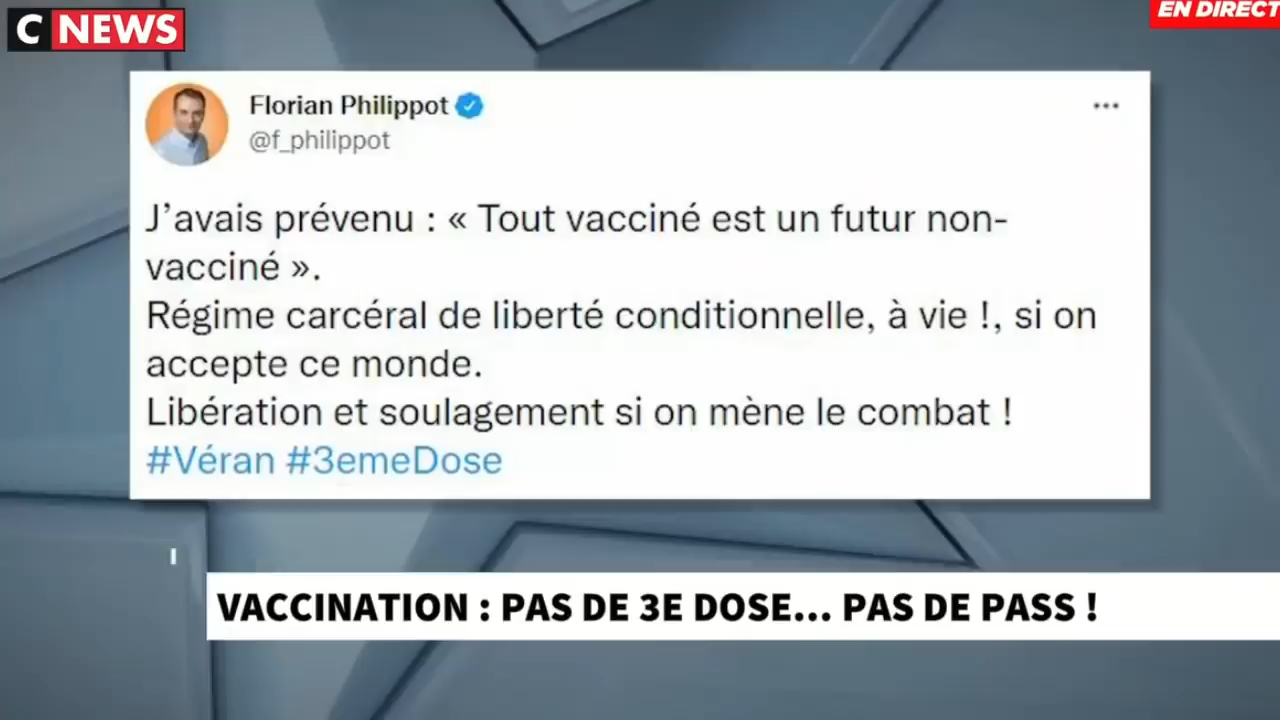 C NEWS
EN DIRECT
Florian Philippot
@f_philippot
J’avais prévenu : « Tout vacciné est un futur non-
vacciné ».
Régime carcéral de liberté conditionnelle, à vie !, si on
accepte ce monde.
Libération et soulagement si on mène le combat !
#Véran #3emeDose
VACCINATION : PAS DE 3E DOSE... PAS DE PASS !